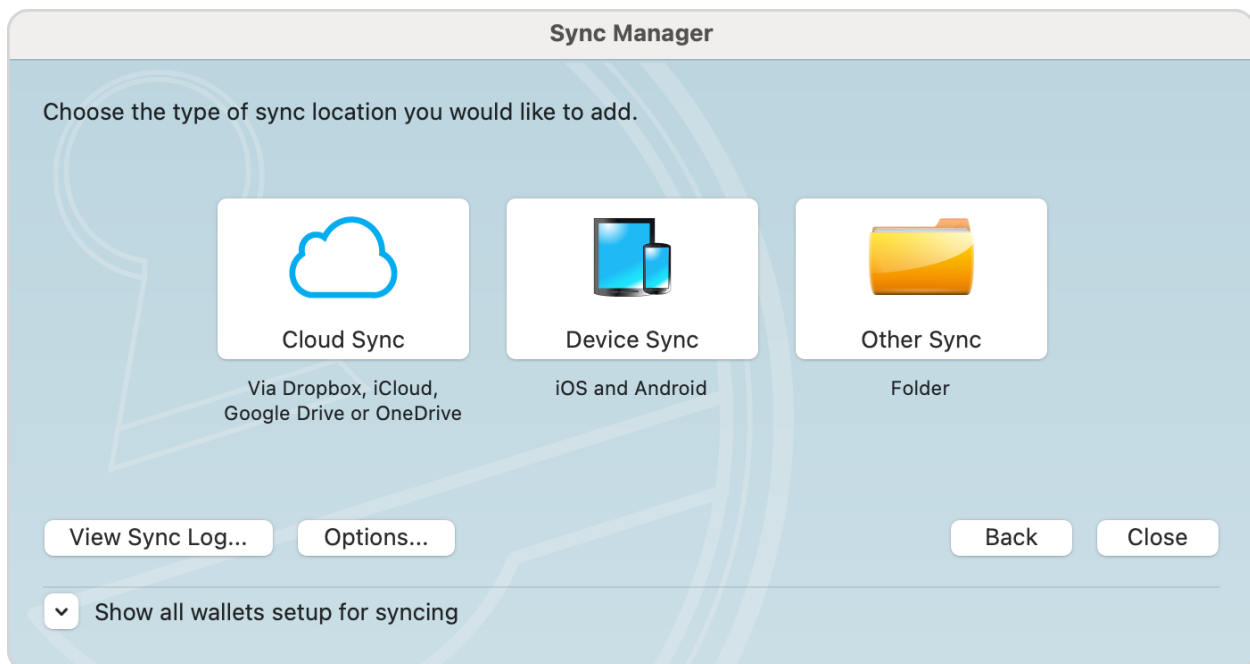 Sync Manager
Choose the type of sync location you would like to add.
Cloud Sync
Device Sync
Other Sync
Via Dropbox, iCloud,
Google Drive or OneDrive
iOS and Android
Folder
View Sync Log...
Options...
Back
Close
Show all wallets setup for syncing